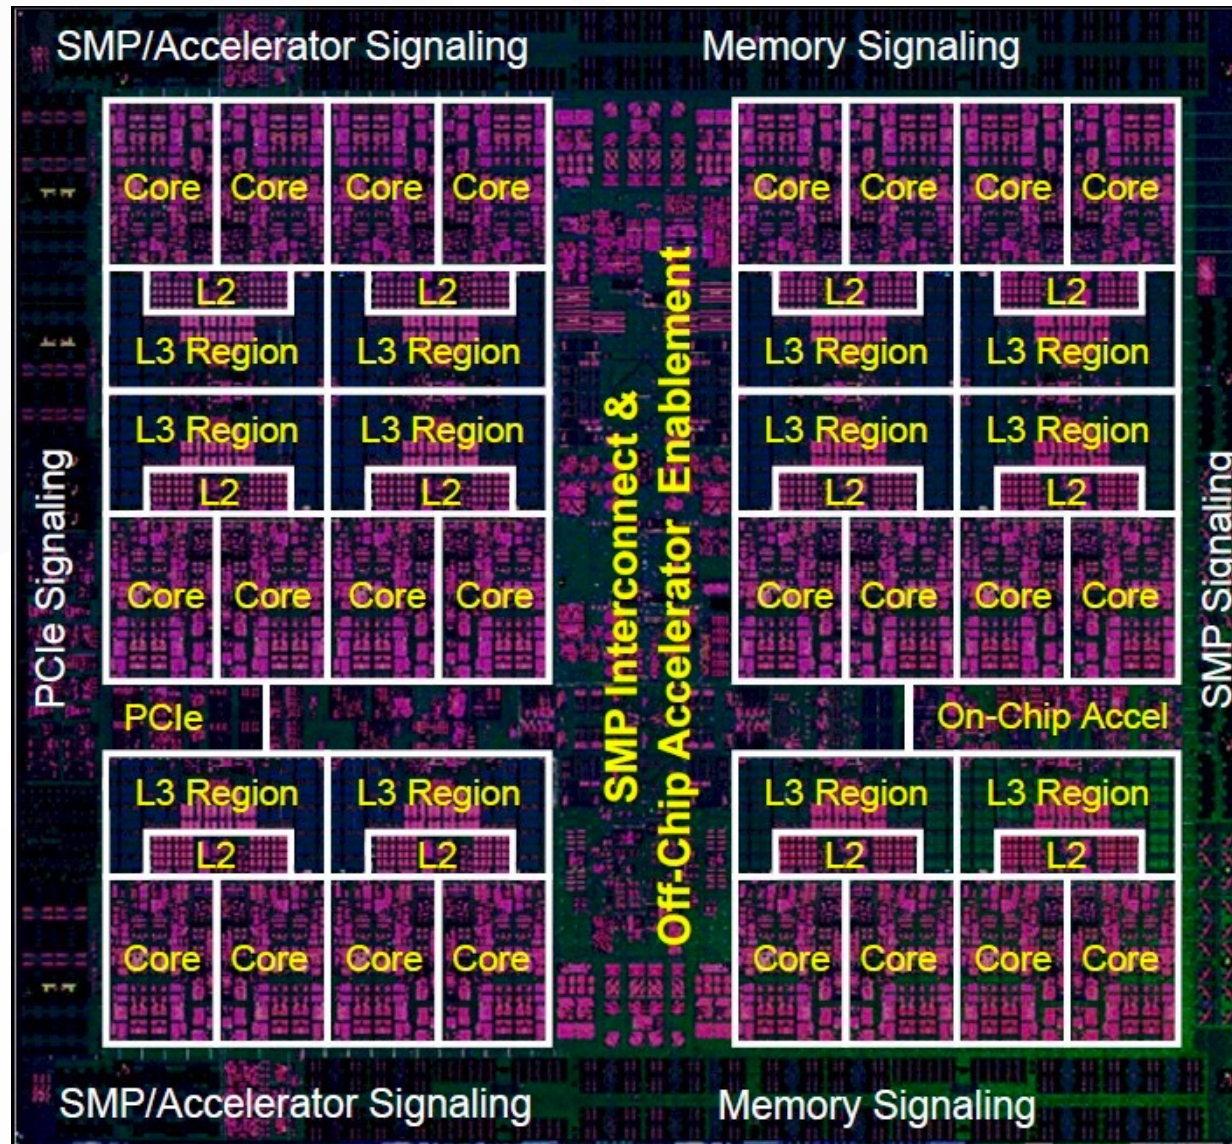 SMP/Accelerator Signaling
Memory Signaling
Core Core Core Core
Core Core Core Core
L2 L2
L2 L2
L3 Region L3 Region
L3 Region L3 Region
L3 Region L3 Region
L3 Region L3 Region
L2 L2
L2 L2
Core Core Core Core
Core Core Core Core
PCIe Signaling
SMP Interconnect &
Off-Chip Accelerator Enablement
SMP Signaling
PCIe
On-Chip Accel
L3 Region L3 Region
L3 Region L3 Region
L2 L2
L2 L2
Core Core Core Core
Core Core Core Core
SMP/Accelerator Signaling
Memory Signaling